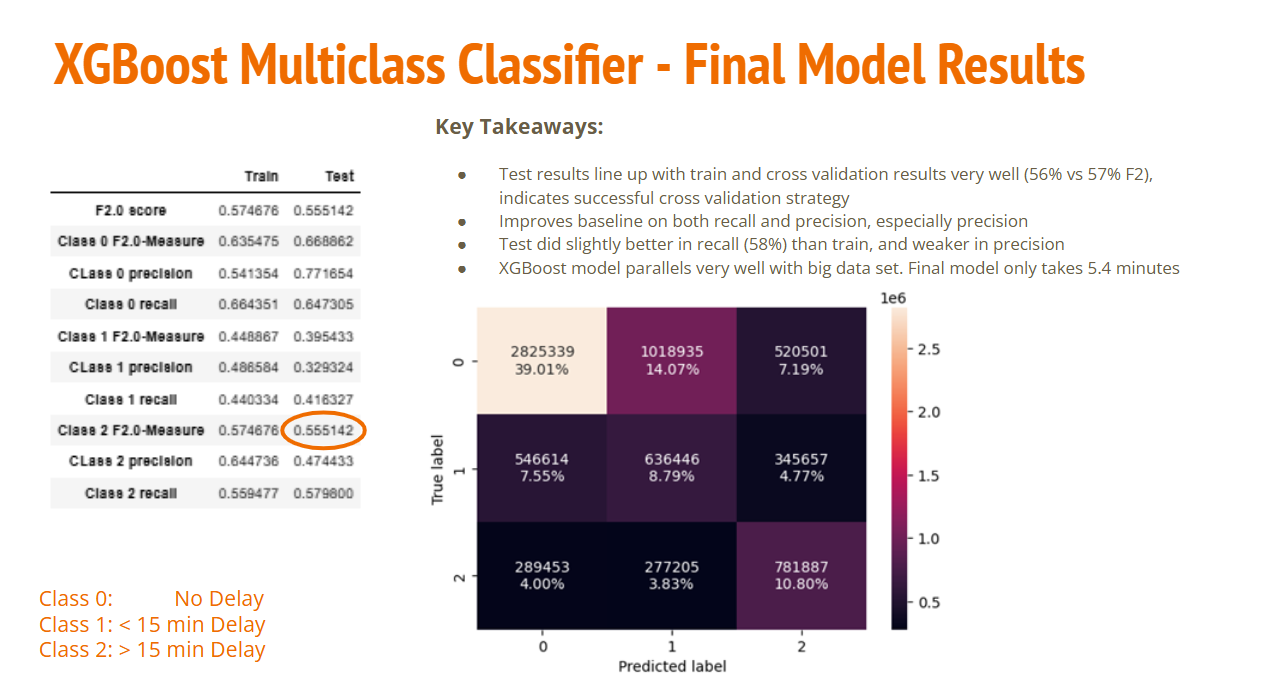 XGBoost Multiclass Classifier - Final Model Results
Key Takeaways:
● Test results line up with train and cross validation results very well (56% vs 57% F2),
indicates successful cross validation strategy
● Improves baseline on both recall and precision, especially precision
● Test did slightly better in recall (58%) than train, and weaker in precision
● XGBoost model parallels very well with big data set. Final model only takes 5.4 minutes
Train Test
F2.0 score 0.574676 0.555142
Class 0 F2.0-Measure 0.635475 0.668862
CLass 0 precision 0.541354 0.771654
Class 0 recall 0.664351 0.647305
Class 1 F2.0-Measure 0.448867 0.395433
CLass 1 precision 0.486584 0.329324
Class 1 recall 0.440334 0.416327
Class 2 F2.0-Measure 0.574676 0.555142
CLass 2 precision 0.644736 0.474433
Class 2 recall 0.559477 0.579800
Class 0: No Delay
Class 1: < 15 min Delay
Class 2: > 15 min Delay
True label
0
2825339 1018935 520501
39.01% 14.07% 7.19%
1
546614 636446 345657
7.55% 8.79% 4.77%
2
289453 277205 781887
4.00% 3.83% 10.80%
0 1 2
Predicted label
1e6
2.5
2.0
1.5
1.0
0.5